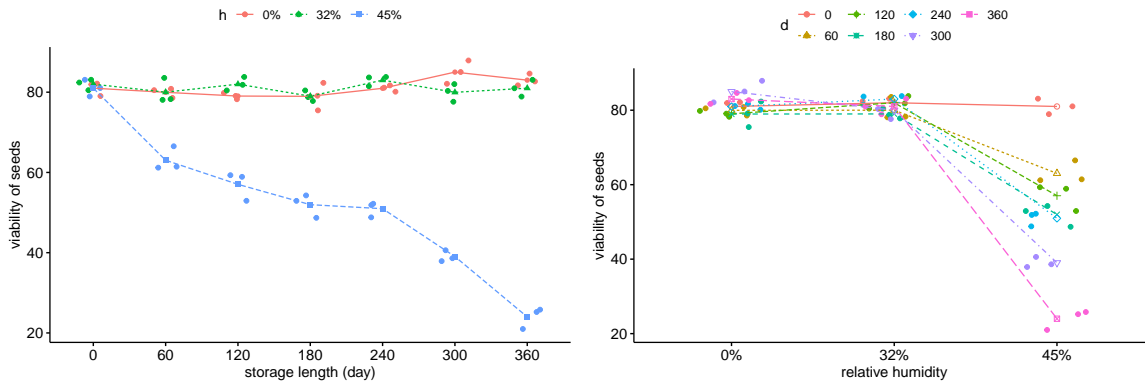 h 0% 32% 45%
80
60
40
20
viability of seeds
0 60 120 180 240 300 360
storage length (day)
d 0 120 240 360
60 180 300
80
60
40
20
viability of seeds
0% 32% 45%
relative humidity